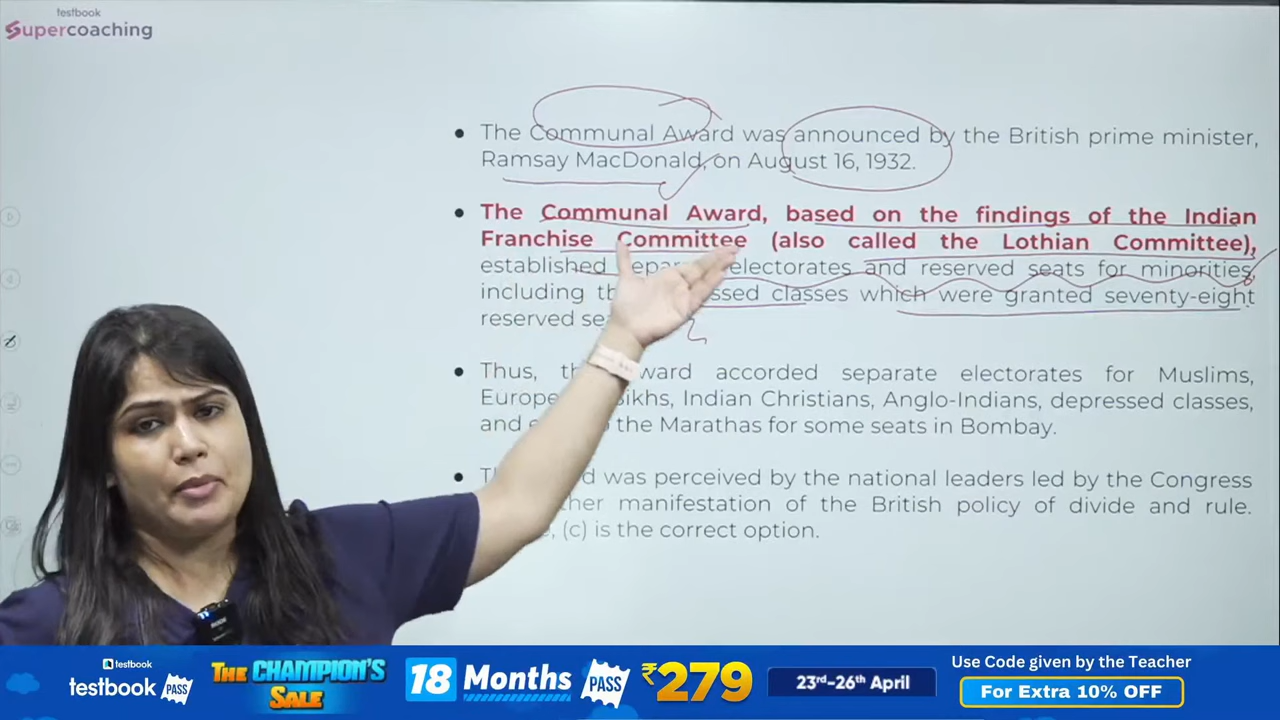 testbook
Supercoaching
• The Communal Award was announced by the British prime minister,
Ramsay MacDonald, on August 16, 1932.
• The Communal Award, based on the findings of the Indian
Franchise Committee (also called the Lothian Committee),
established electorates and reserved seats for minorities,
including classes which were granted seventy-eight
reserved
• Thus, accorded separate electorates for Muslims,
Sikhs, Indian Christians, Anglo-Indians, depressed classes,
and the Marathas for some seats in Bombay.
• was perceived by the national leaders led by the Congress
manifestation of the British policy of divide and rule.
(c) is the correct option.
testbook
testbook PASS
THE CHAMPION'S
SALE
18 Months PASS ₹279
23rd-26th April
Use Code given by the Teacher
For Extra 10% OFF